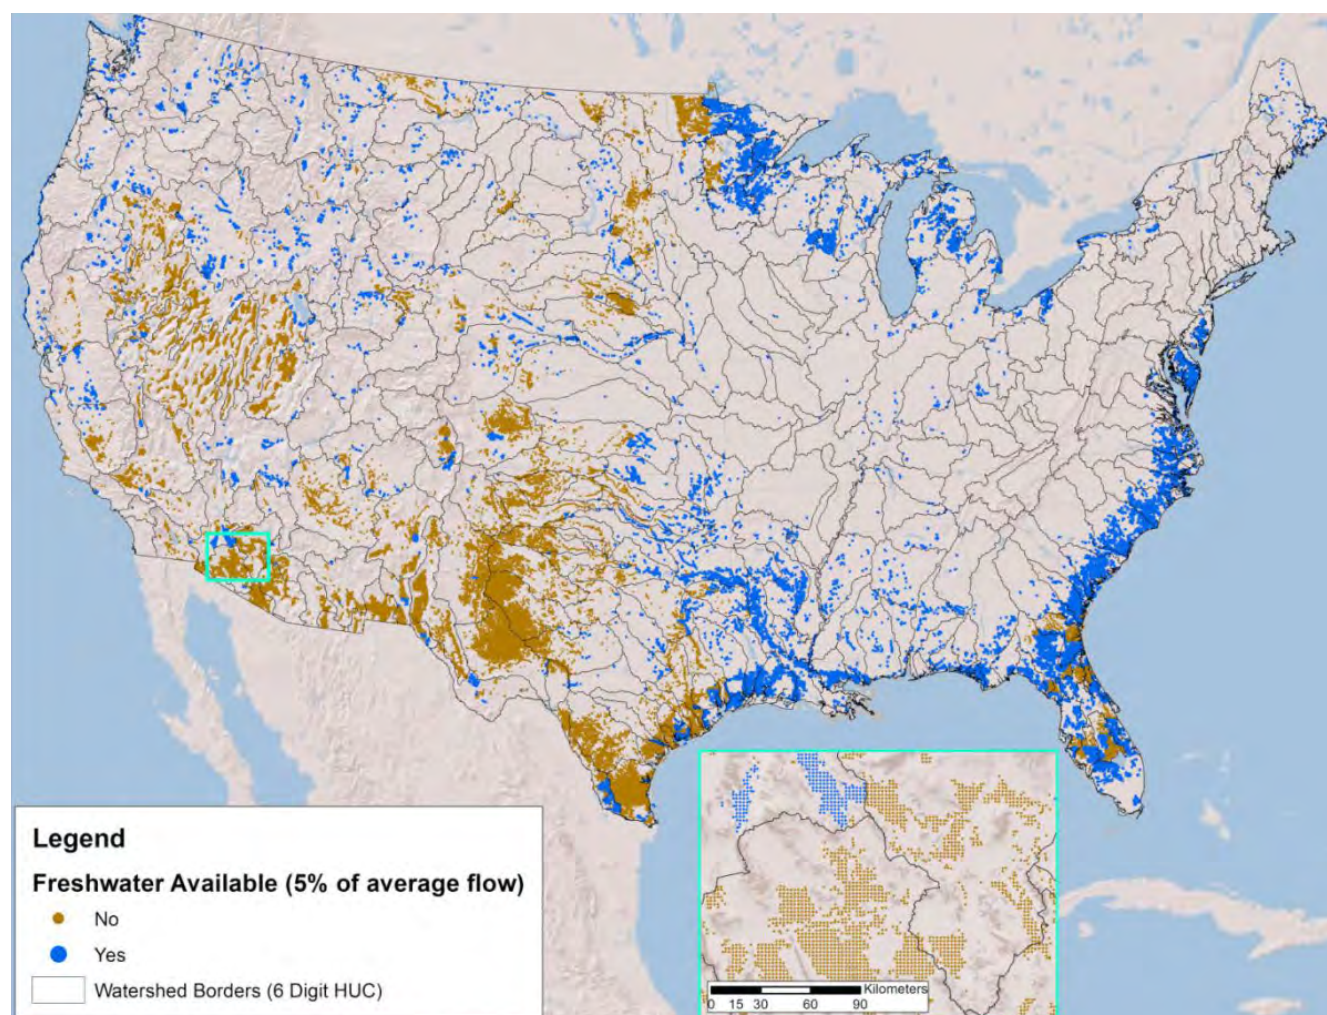 Legend
Freshwater Available (5% of average flow)
No
Yes
Watershed Borders (6 Digit HUC)
Kilometers
0 15 30 60 90